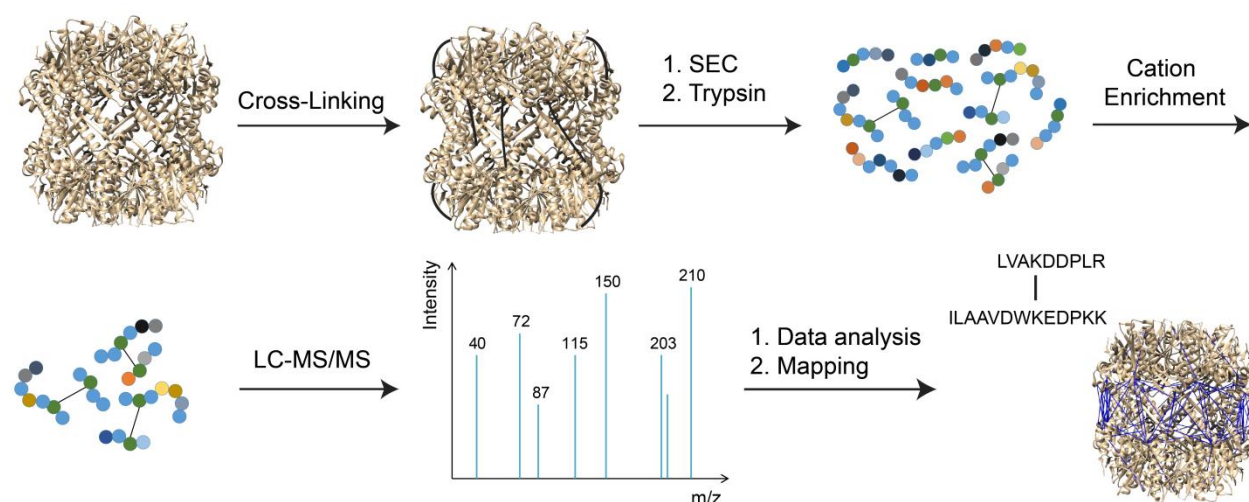 Cross-Linking
1. SEC
2. Trypsin
Cation
Enrichment
LC-MS/MS
Intensity
40
72
87
115
150
203
210
m/z
1. Data analysis
2. Mapping
LVAKDDPLR
ILAAVDWKEDPKK